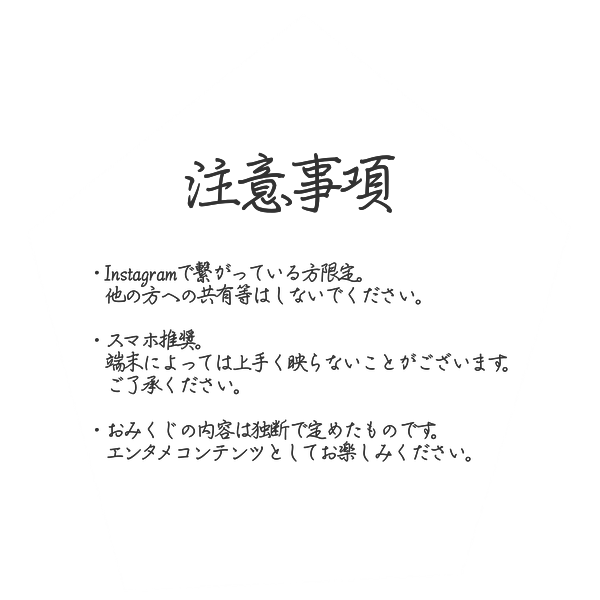 注意事項
・Instagramで繋がっている方限定。
他の方への共有等はしないでください。
・スマホ推奨。
端末によっては上手く映らないことがございます。
ご了承ください。
・おみくじの内容は独断で定めたものです。
エンタメコンテンツとしてお楽しみください。